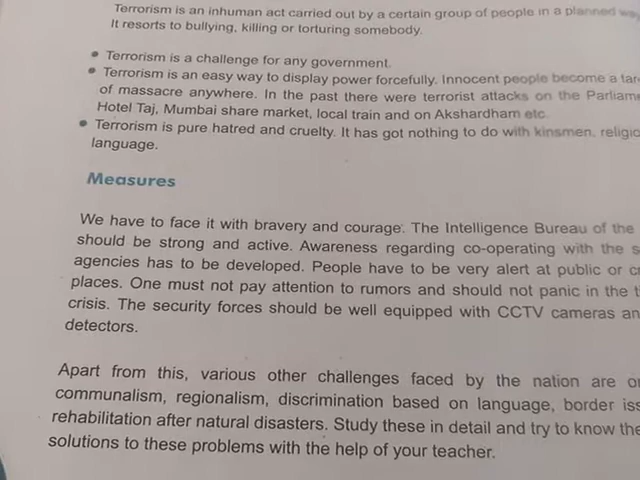 Terrorism is an inhuman act carried out by a certain group of people in a planned way
It resorts to bullying, killing or torturing somebody.
• Terrorism is a challenge for any government.
• Terrorism is an easy way to display power forcefully. Innocent people become a
of massacre anywhere. In the past there were terrorist attacks on the
Hotel Taj, Mumbai share market, local train and on Akshardham etc.
• Terrorism is pure hatred and cruelty. It has got nothing to do with kinsmen,
language.
Measures
We have to face it with bravery and courage. The Intelligence Bureau of the
should be strong and active. Awareness regarding co-operating with the
agencies has to be developed. People have to be very alert at public or
places. One must not pay attention to rumors and should not panic in the
crisis. The security forces should be well equipped with CCTV cameras
detectors.
Apart from this, various other challenges faced by the nation are
communalism, regionalism, discrimination based on language, border
rehabilitation after natural disasters. Study these in detail and try to know
solutions to these problems with the help of your teacher.